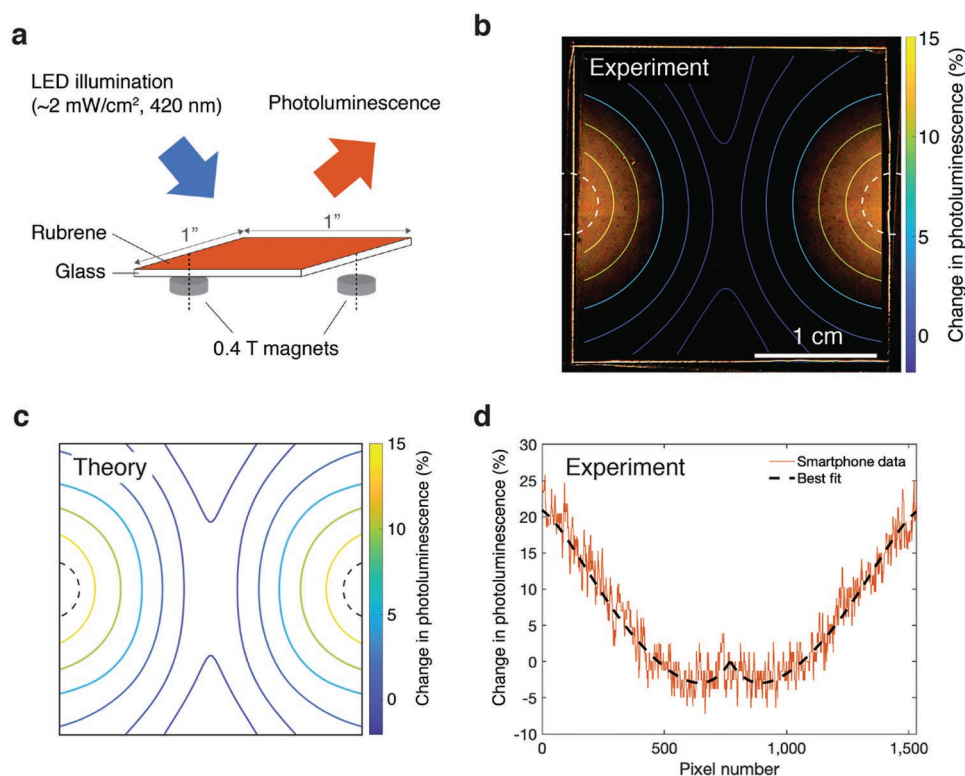 a
LED illumination
(~2 mW/cm², 420 nm)
Photoluminescence
1”
1”
Rubrene
Glass
0.4 T magnets
b
Experiment
1 cm
15
10
5
0
Change in photoluminescence (%)
c
Theory
15
10
5
0
Change in photoluminescence (%)
d
Experiment
Smartphone data
Best fit
30
25
20
15
10
5
0
-5
-10
Change in photoluminescence (%)
0
500
1,000
1,500
Pixel number